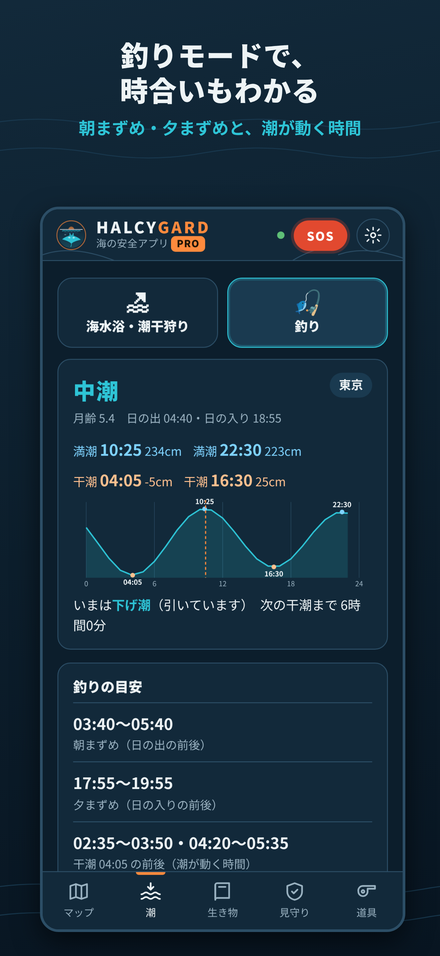 釣りモードで、
時合いもわかる
朝まずめ・夕まずめと、潮が動く時間
HALCYGARD
海の安全アプリ PRO
SOS
海水浴・潮干狩り
釣り
中潮
東京
月齢 5.4 日の出 04:40・日の入り 18:55
満潮 10:25 234cm 満潮 22:30 223cm
干潮 04:05 -5cm 干潮 16:30 25cm
10:25
22:30
04:05
16:30
0 6 12 18 24
いまは下げ潮（引いています） 次の干潮まで 6時
間0分
釣りの目安
03:40〜05:40
朝まずめ（日の出の前後）
17:55〜19:55
夕まずめ（日の入りの前後）
02:35〜03:50・04:20〜05:35
干潮 04:05 の前後（潮が動く時間）
マップ
潮
生き物
見守り
道具